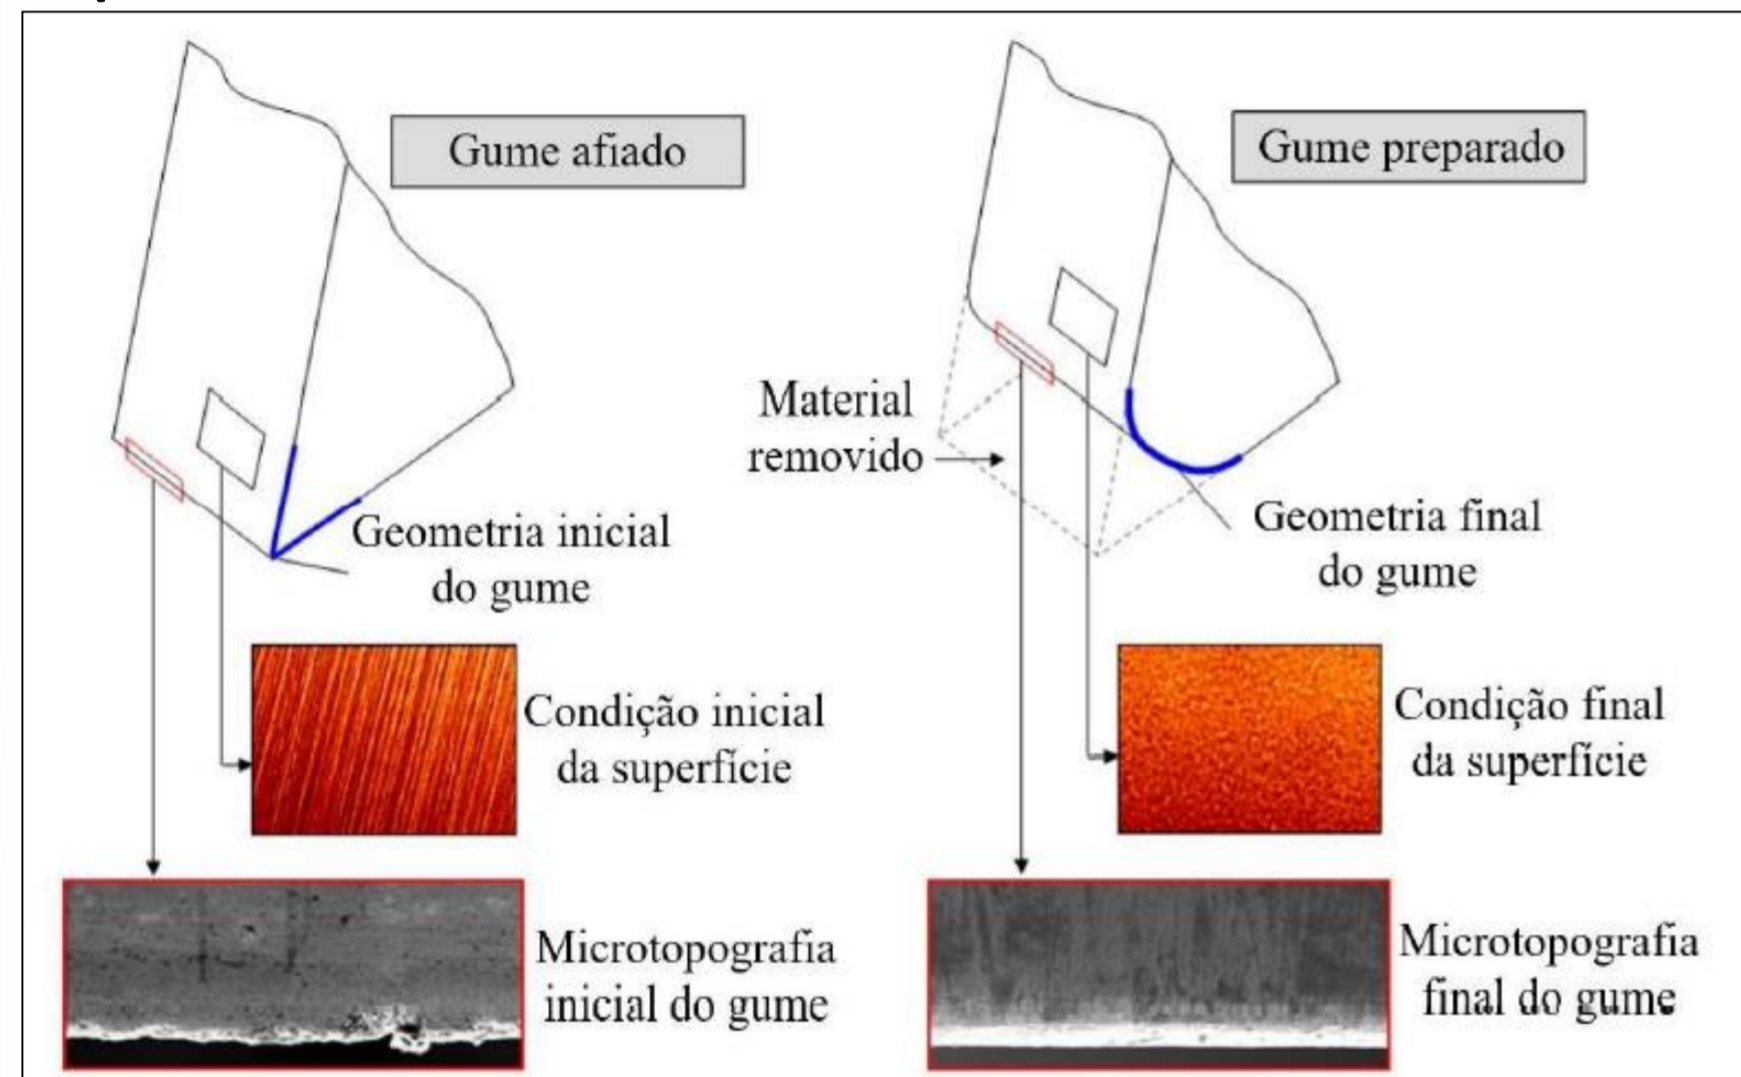 Gume afiado
Gume preparado
Material
removido
Geometria inicial
do gume
Geometria final
do gume
Condição inicial
da superfície
Condição final
da superfície
Microtopografia
inicial do gume
Microtopografia
final do gume